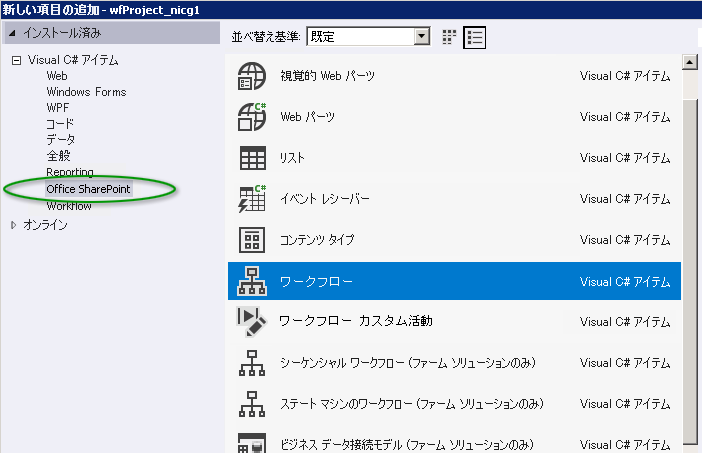 新しい項目の追加 - wfProject_nicg1
インストール済み
並べ替え基準: 既定
Visual C# アイテム
Web
Windows Forms
WPF
コード
データ
全般
Reporting
Office SharePoint
Workflow
オンライン
視覚的 Web パーツ Visual C# アイテム
Web パーツ Visual C# アイテム
リスト Visual C# アイテム
イベント レシーバー Visual C# アイテム
コンテンツ タイプ Visual C# アイテム
ワークフロー Visual C# アイテム
ワークフロー カスタム活動 Visual C# アイテム
シーケンシャル ワークフロー (ファーム ソリューションのみ) Visual C# アイテム
ステート マシンのワークフロー (ファーム ソリューションのみ) Visual C# アイテム
ビジネス データ接続モデル (ファーム ソリューションのみ) Visual C# アイテム